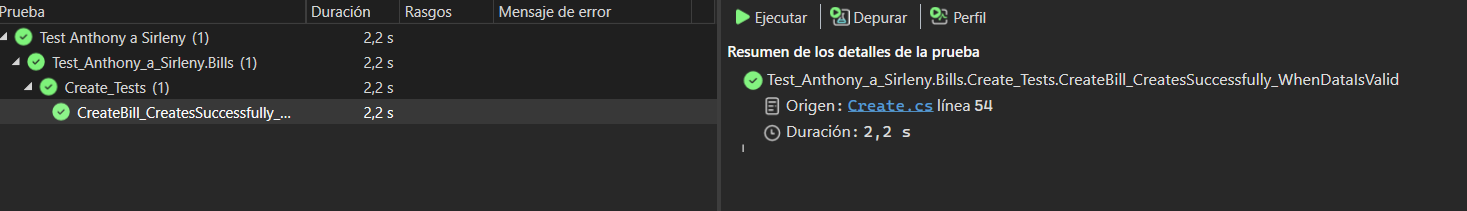 Prueba Duración Rasgos Mensaje de error
Test Anthony a Sirleny (1) 2,2 s
Test_Anthony_a_Sirleny.Bills (1) 2,2 s
Create_Tests (1) 2,2 s
CreateBill_CreatesSuccessfully_... 2,2 s
Ejecutar Depurar Perfil
Resumen de los detalles de la prueba
Test_Anthony_a_Sirleny.Bills.Create_Tests.CreateBill_CreatesSuccessfully_WhenDataIsValid
Origen: Create.cs línea 54
Duración: 2,2 s